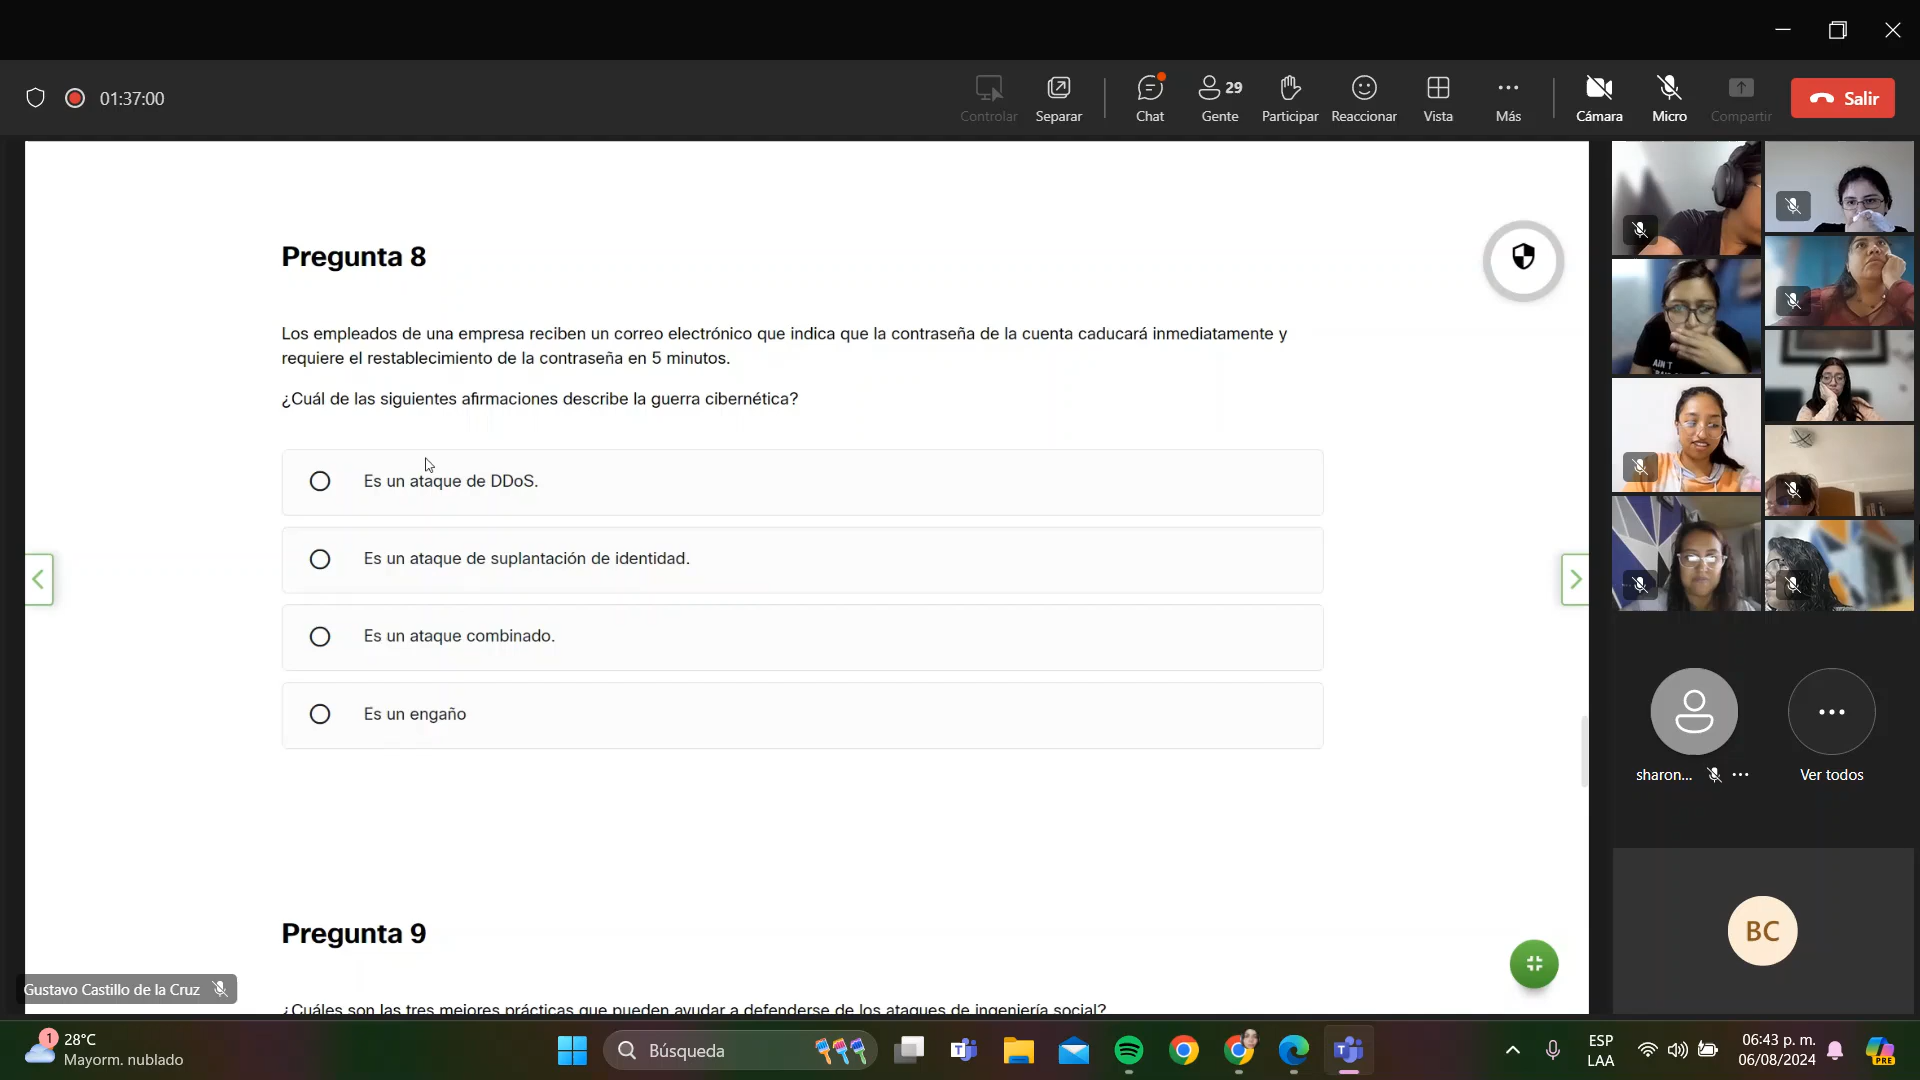 01:37:00
Controlar
Separar
Chat
29
Gente
Participar
Reaccionar
Vista
Más
Cámara
Micro
Compartir
Salir
Pregunta 8
Los empleados de una empresa reciben un correo electrónico que indica que la contraseña de la cuenta caducará inmediatamente y
requiere el restablecimiento de la contraseña en 5 minutos.
¿Cuál de las siguientes afirmaciones describe la guerra cibernética?
Es un ataque de DDoS.
Es un ataque de suplantación de identidad.
Es un ataque combinado.
Es un engaño
Pregunta 9
¿Cuáles son las tres mejores prácticas que pueden ayudar a defenderse de los ataques de ingeniería social?
Gustavo Castillo de la Cruz
AIN'T
sharon...
Ver todos
BC
1
28°C
Mayorm. nublado
Búsqueda
ESP
LAA
06:43 p. m.
06/08/2024
PRE